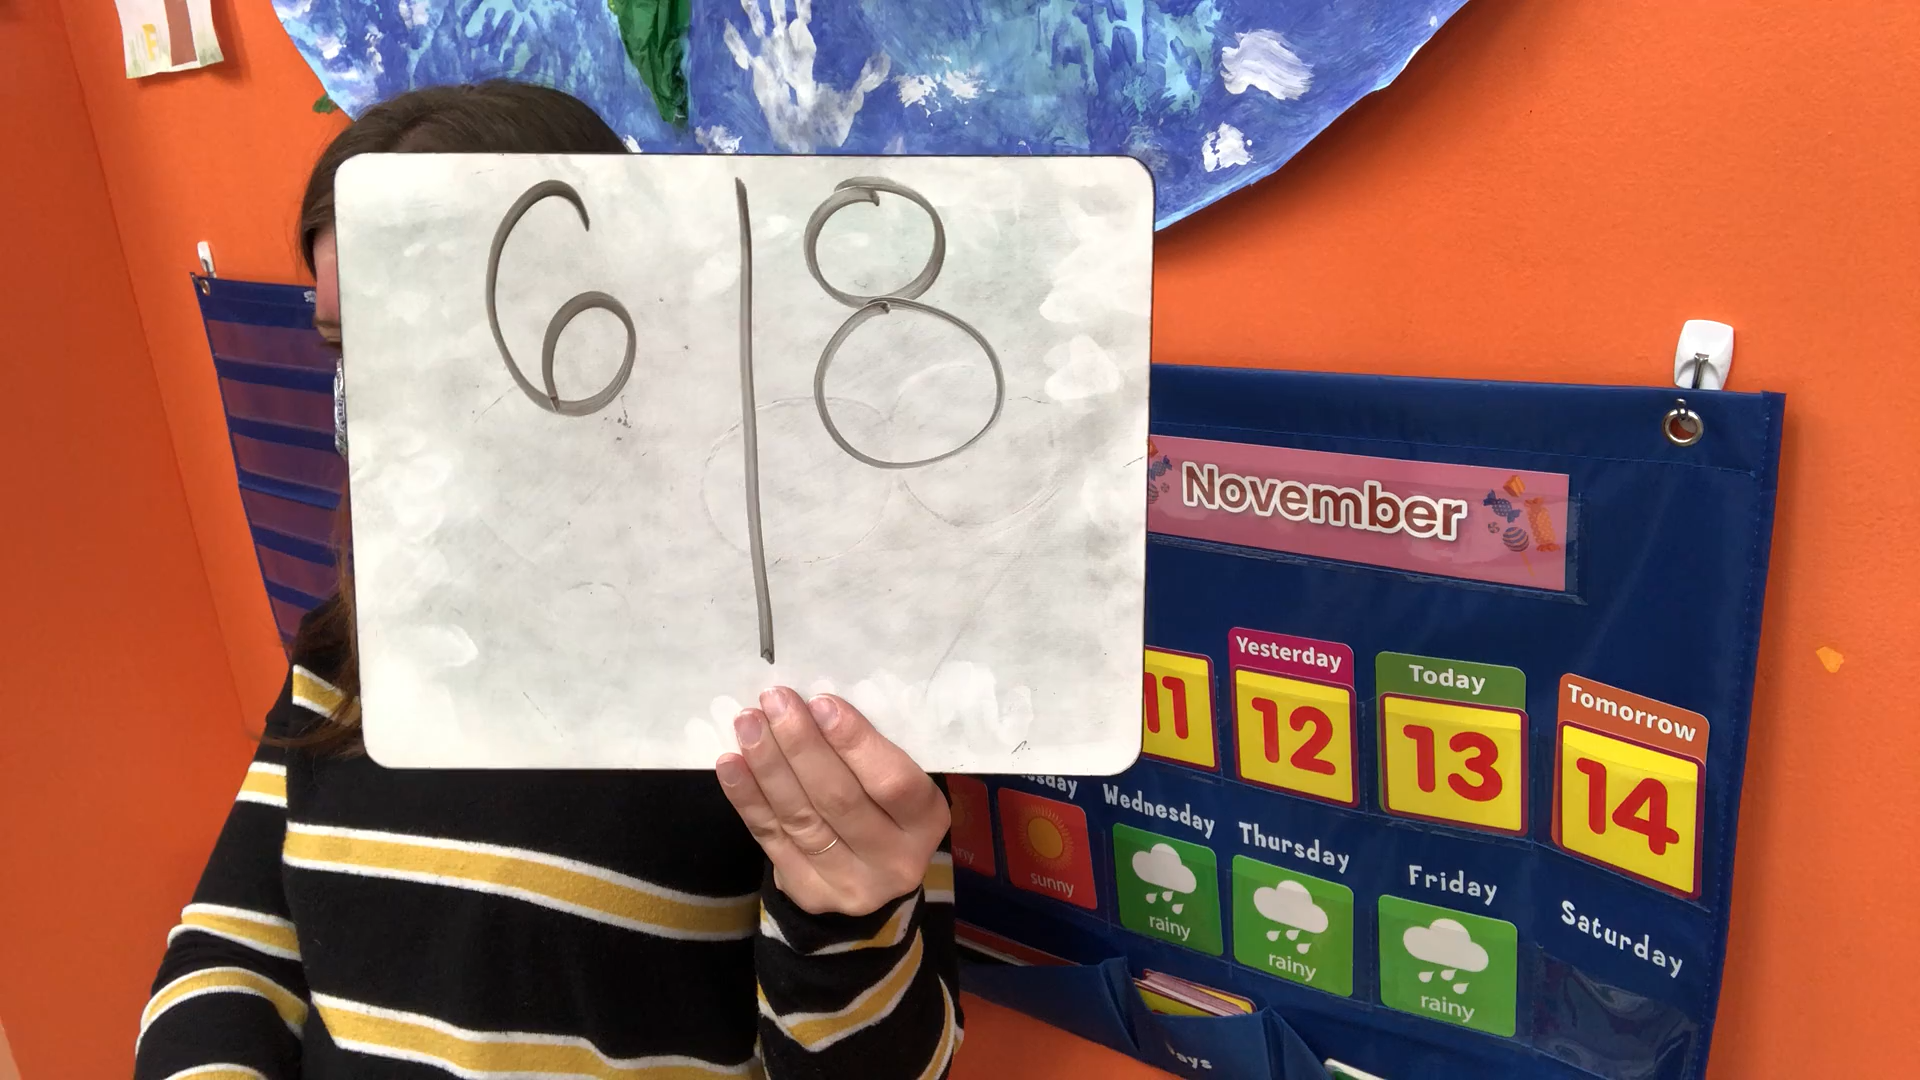 6 | 8
November
Yesterday Today Tomorrow
11 12 13 14
Wednesday Thursday Friday Saturday
sunny rainy rainy rainy